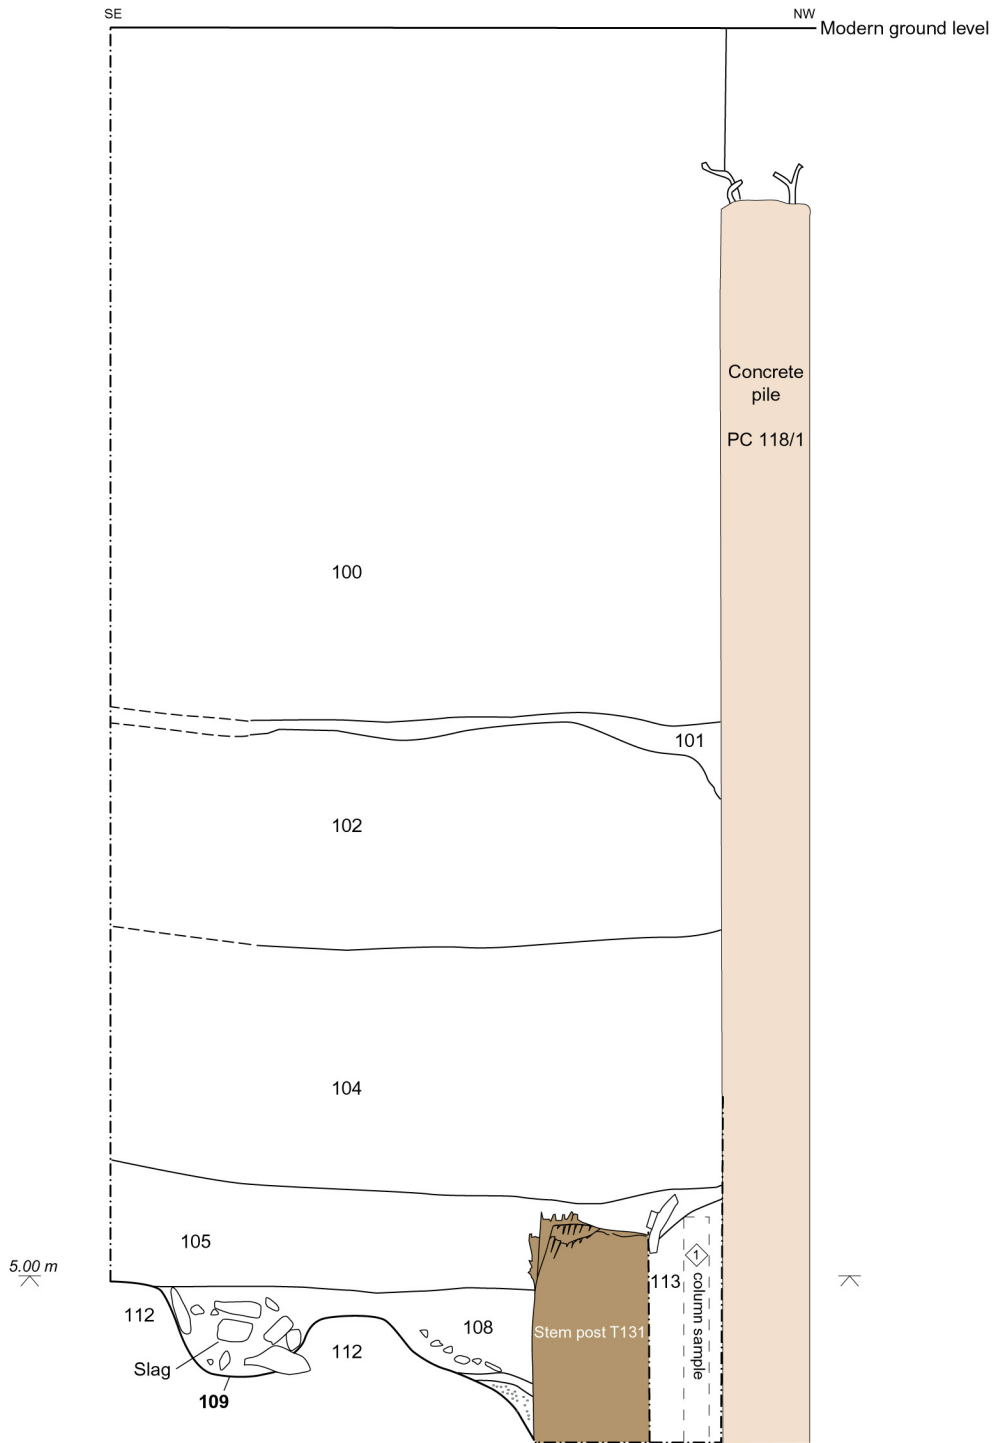 SE
NW
Modern ground level
Concrete
pile
PC 118/1
100
101
102
104
105
5.00 m
1
113
column sample
112
108
Stem post T131
112
Slag
109